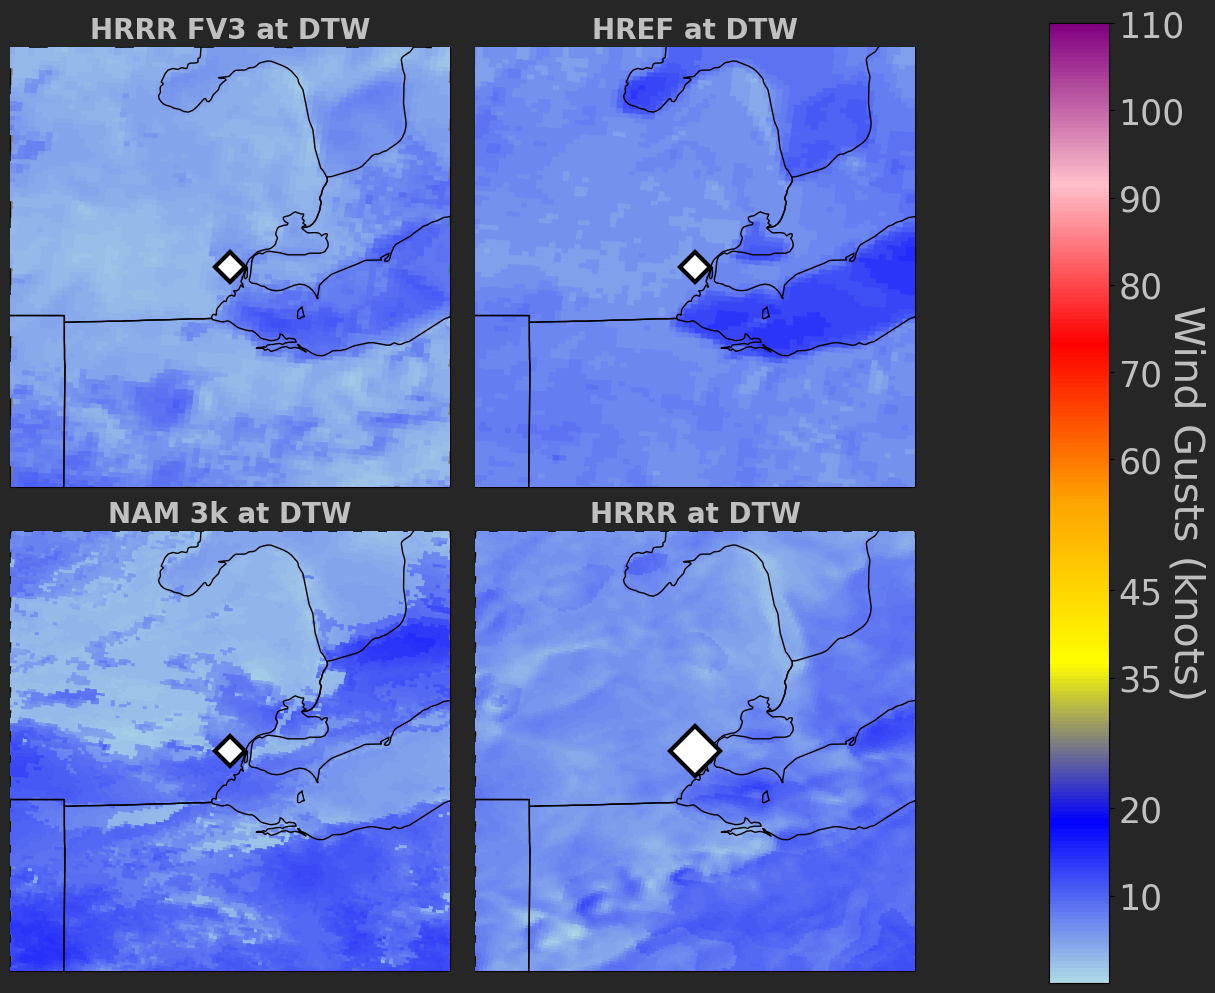 HRRR FV3 at DTW
HREF at DTW
NAM 3k at DTW
HRRR at DTW
110
100
90
80
70
60
45
35
20
10
Wind Gusts (knots)